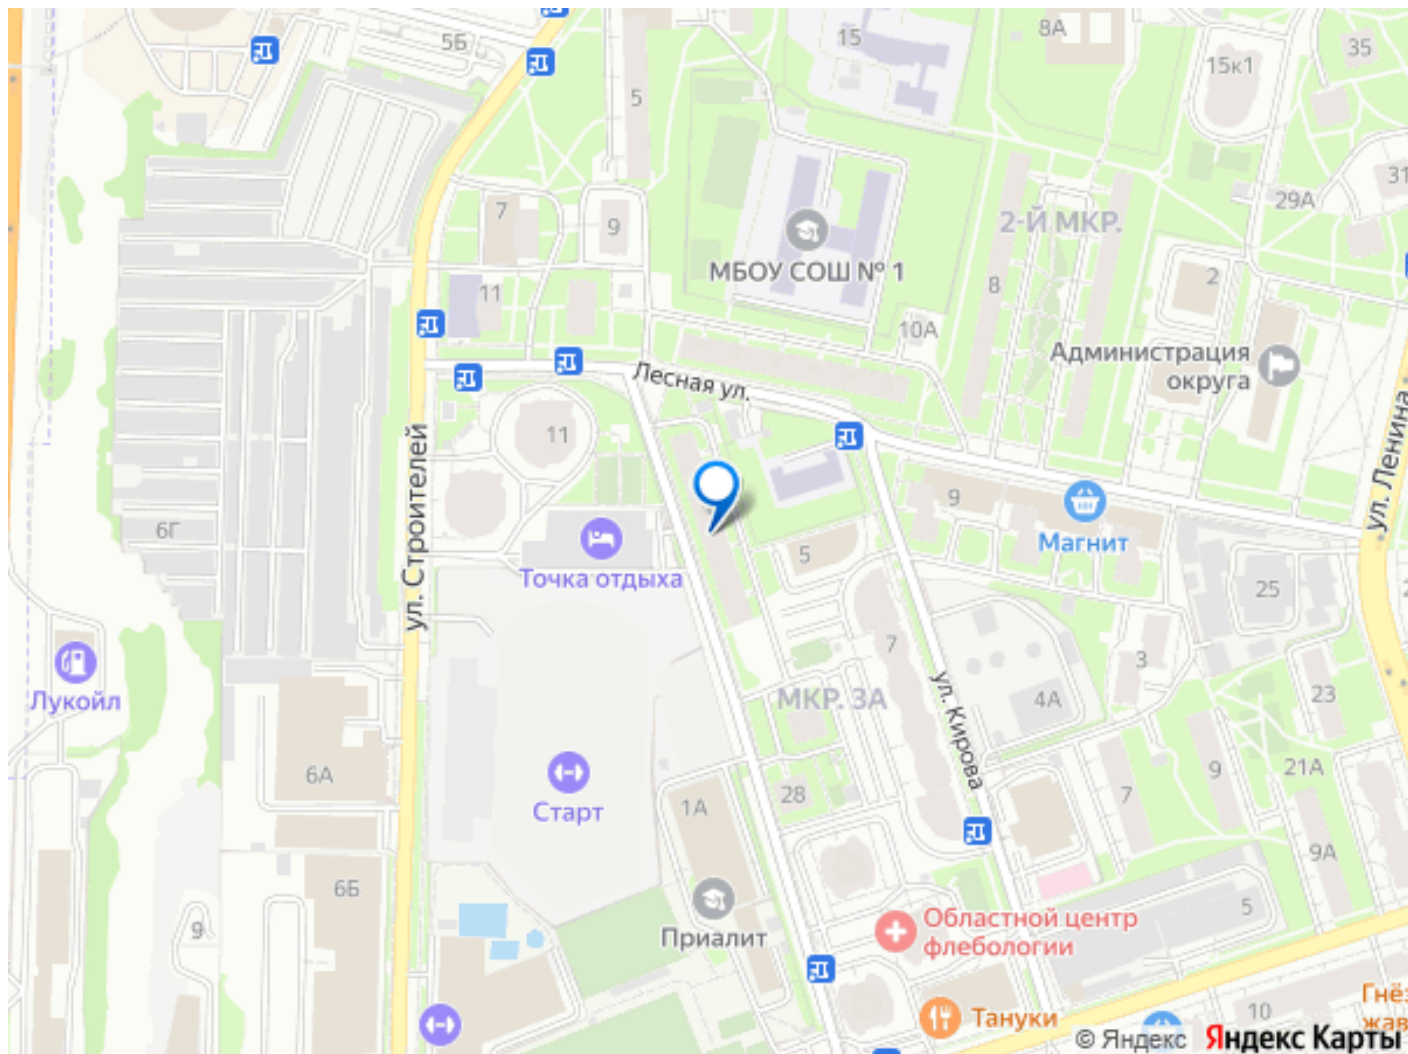 5Б
15
8А
35
15к1
5
31
29А
7
9
2-Й МКР.
МБОУ СОШ № 1
2
11
8
10А
Администрация
округа
Лесная ул.
ул. Ленина
11
ул. Строителей
9
6Г
Магнит
5
Точка отдыха
25
7
3
Лукойл
МКР. 3А
ул. Кирова
4А
23
6А
28
9
21А
7
1А
Старт
9А
6Б
5
9
Областной центр
флебологии
Приалит
Тануки
10
Гнёз
жав
© Яндекс
Яндекс Карты